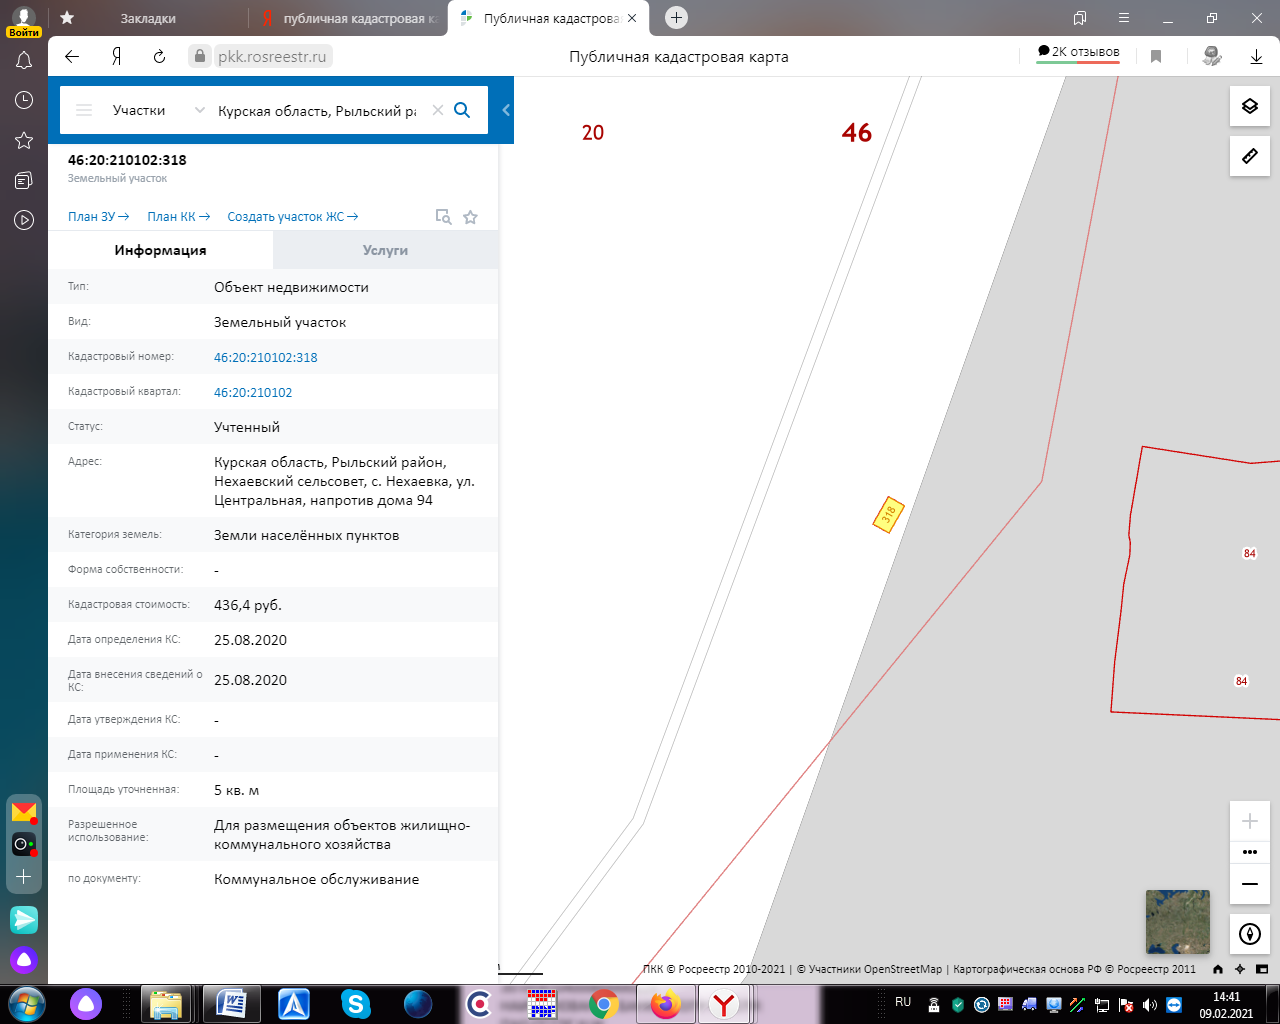 Войти
Закладки
публичная кадастровая к
Публичная кадастрова
pkk.rosreestr.ru
Публичная кадастровая карта
2К отзывов
Участки
Курская область, Рыльский ра
46:20:210102:318
Земельный участок
План ЗУ →
План КК →
Создать участок ЖС →
Информация
Услуги
Тип:
Объект недвижимости
Вид:
Земельный участок
Кадастровый номер:
46:20:210102:318
Кадастровый квартал:
46:20:210102
Статус:
Учтенный
Адрес:
Курская область, Рыльский район,
Нехаевский сельсовет, с. Нехаевка, ул.
Центральная, напротив дома 94
Категория земель:
Земли населённых пунктов
Форма собственности:
-
Кадастровая стоимость:
436,4 руб.
Дата определения КС:
25.08.2020
Дата внесения сведений о
КС:
25.08.2020
Дата утверждения КС:
-
Дата применения КС:
-
Площадь уточненная:
5 кв. м
Разрешенное
использование:
Для размещения объектов жилищно-
коммунального хозяйства
по документу:
Коммунальное обслуживание
20
46
318
84
84
ПКК © Росреестр 2010-2021 | © Участники OpenStreetMap | Картографическая основа РФ © Росреестр 2011
RU
14:41
09.02.2021